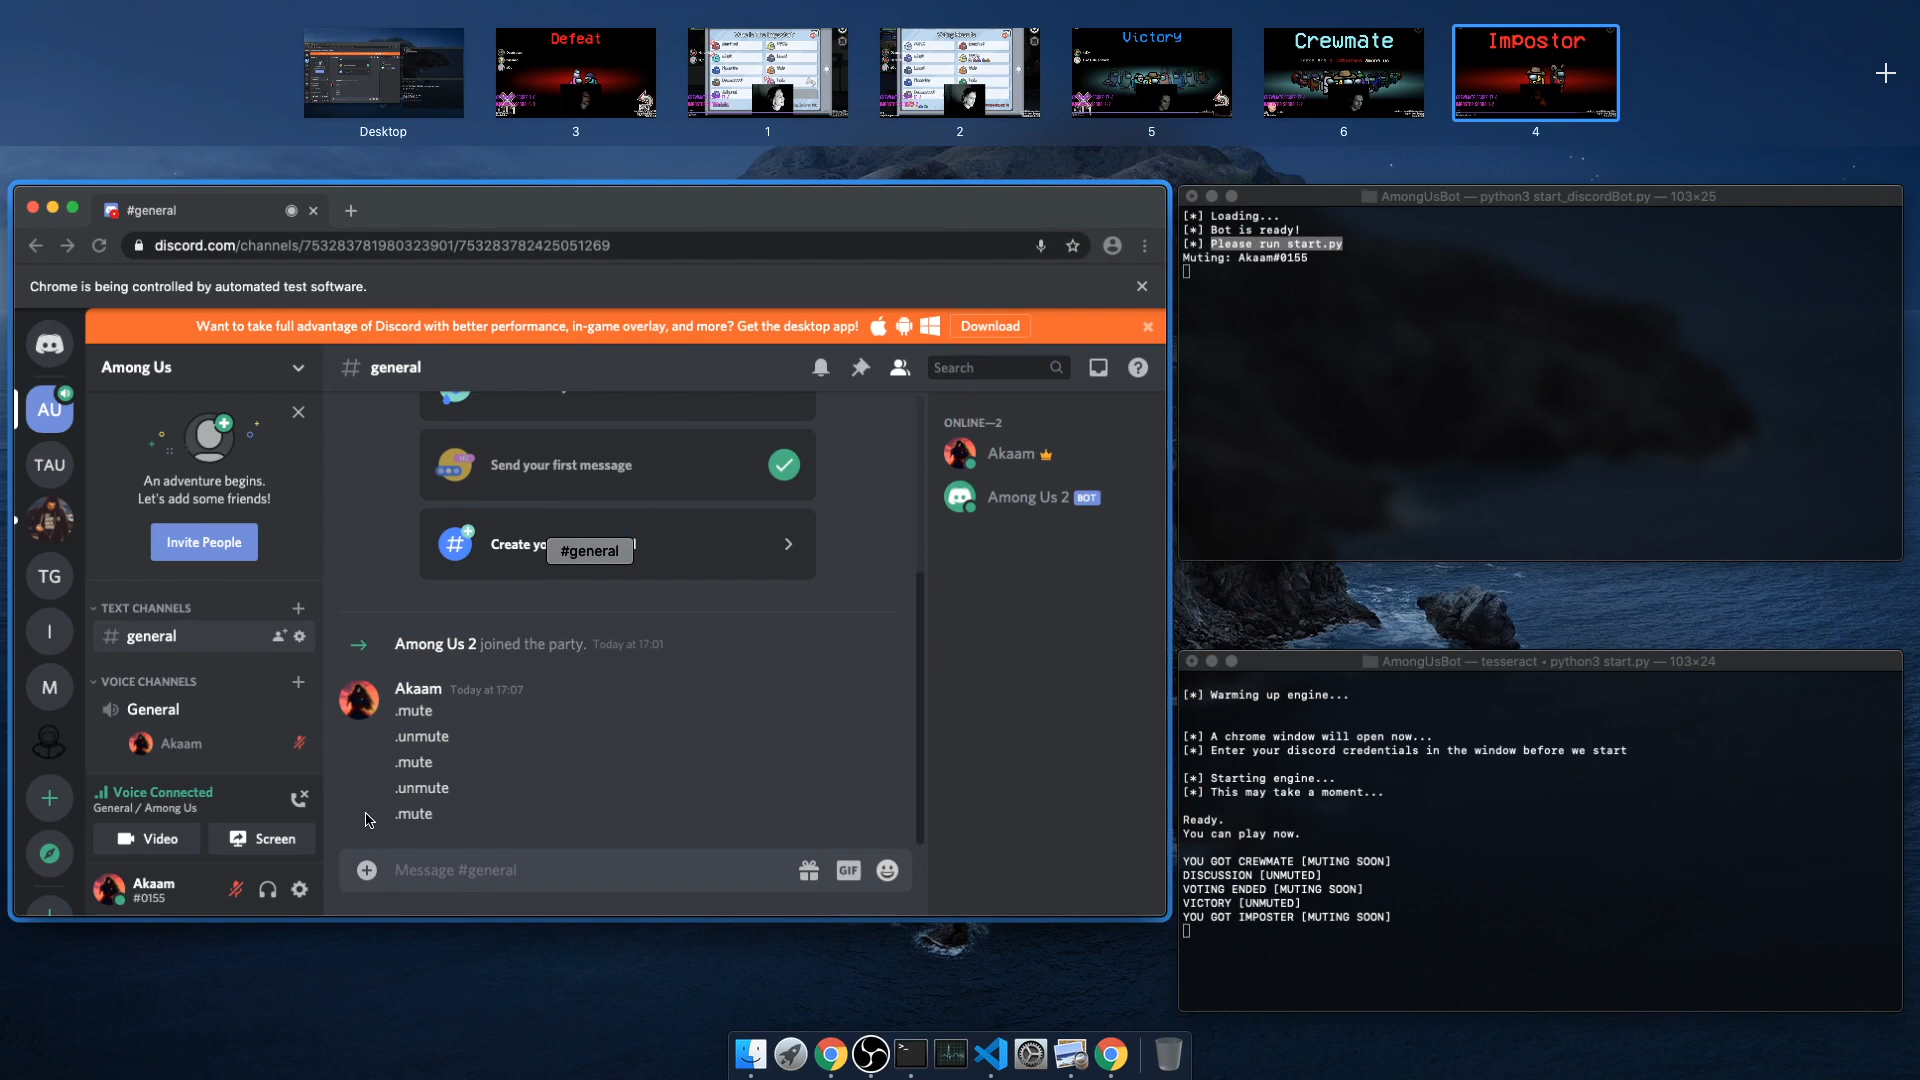 Defeat
Victory
Crewmate
Impostor
Desktop
3
1
2
5
6
4
#general
discord.com/channels/753283781980323901/753283782425051269
Chrome is being controlled by automated test software.
Want to take full advantage of Discord with better performance, in-game overlay, and more? Get the desktop app!
Download
Among Us
general
Search
AU
TAU
TG
I
M
An adventure begins.
Let's add some friends!
Invite People
TEXT CHANNELS
general
VOICE CHANNELS
General
Akaam
Voice Connected
General / Among Us
Video
Screen
Akaam
#0155
Send your first message
Create yo
#general
Among Us 2 joined the party. Today at 17:01
Akaam Today at 17:07
.mute
.unmute
.mute
.unmute
.mute
Message #general
GIF
ONLINE—2
Akaam
Among Us 2 BOT
AmongUsBot — python3 start_discordBot.py — 103×25
[*] Loading...
[*] Bot is ready!
[*] Please run start.py
Muting: Akaam#0155
AmongUsBot — tesseract • python3 start.py — 103×24
[*] Warming up engine...
[*] A chrome window will open now...
[*] Enter your discord credentials in the window before we start
[*] Starting engine...
[*] This may take a moment...
Ready.
You can play now.
YOU GOT CREWMATE [MUTING SOON]
DISCUSSION [UNMUTED]
VOTING ENDED [MUTING SOON]
VICTORY [UNMUTED]
YOU GOT IMPOSTER [MUTING SOON]